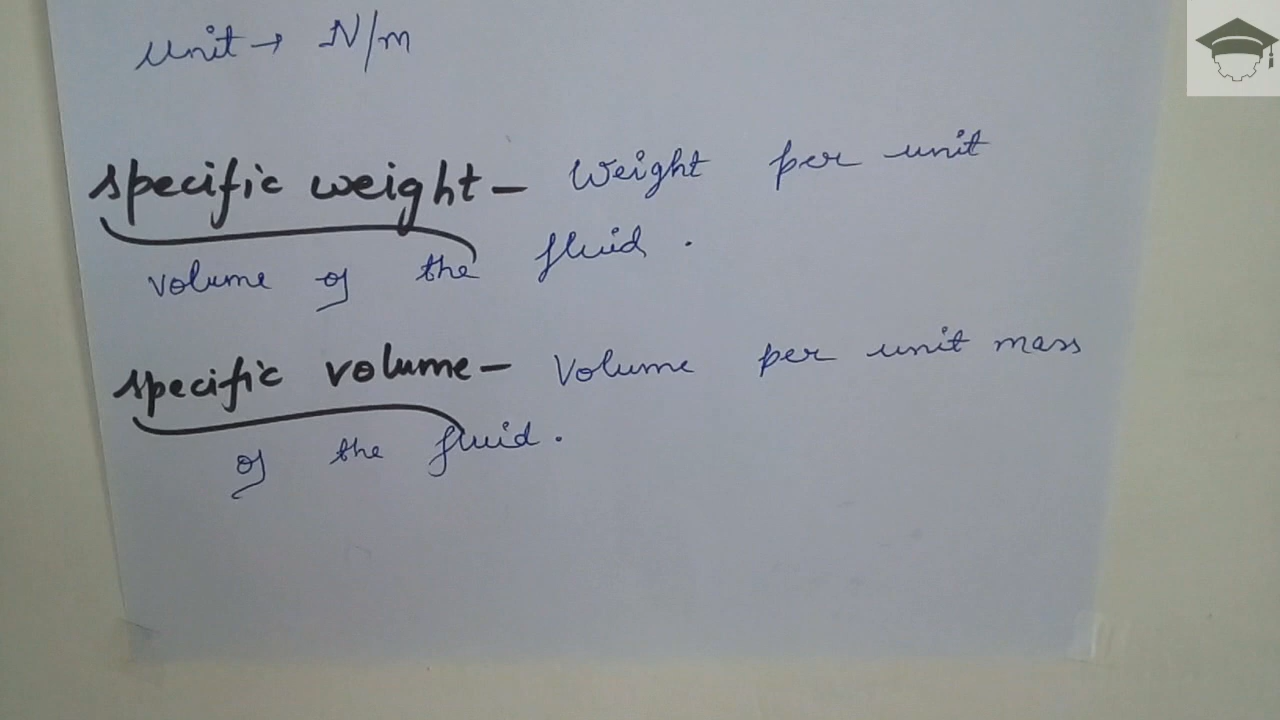 Unit → N/m
specific weight - Weight per unit
volume of the fluid.
specific volume - Volume per unit mass
of the fluid.